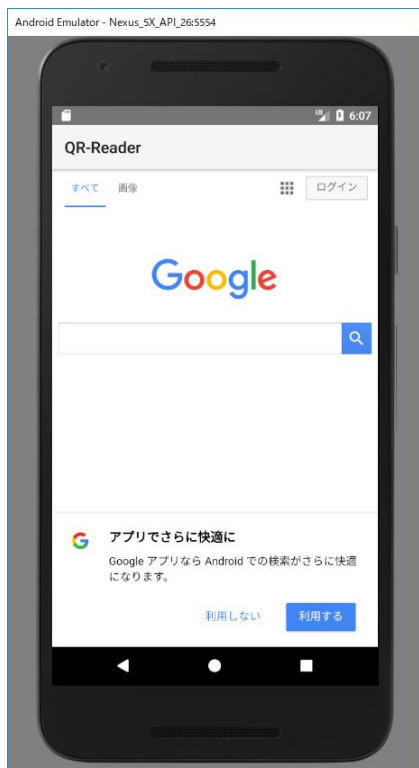 Android Emulator - Nexus_5X_API_26:5554
6:07
QR-Reader
すべて 画像 ログイン
Google
アプリでさらに快適に
Google アプリなら Android での検索がさらに快適
になります。
利用しない 利用する